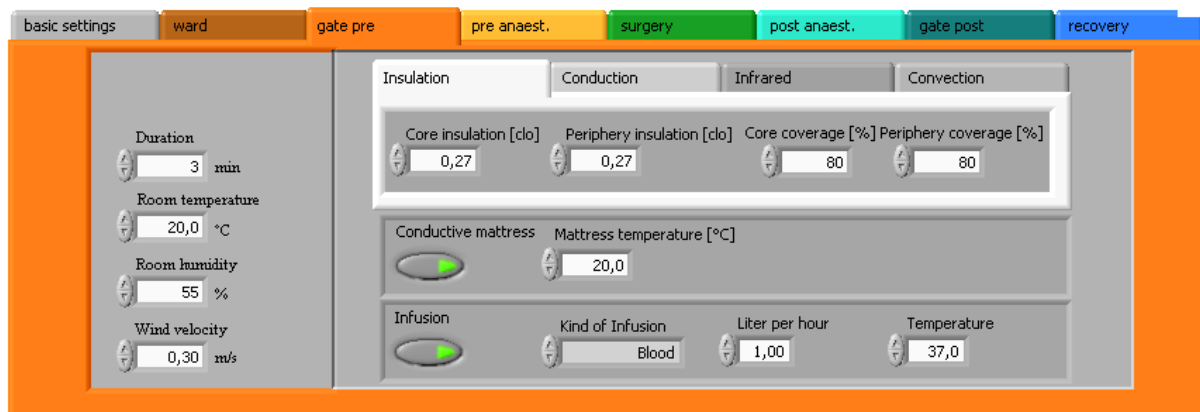 basic settings ward gate pre pre anaest. surgery post anaest. gate post recovery
Insulation Conduction Infrared Convection
Duration
3 min
Room temperature
20,0 °C
Room humidity
55 %
Wind velocity
0,30 m/s
Core insulation [clo] Periphery insulation [clo] Core coverage [%] Periphery coverage [%]
0,27 0,27 80 80
Conductive mattress Mattress temperature [°C]
20,0
Infusion Kind of Infusion Liter per hour Temperature
Blood 1,00 37,0